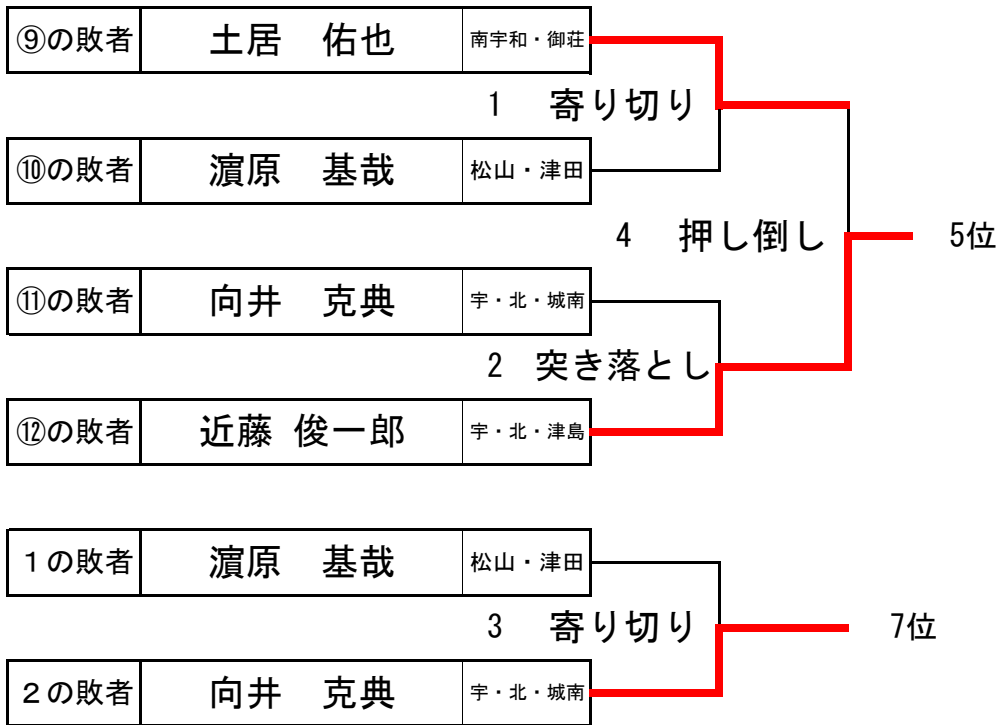 ⑨の敗者 土居 佑也 南宇和・御荘
1 寄り切り
⑩の敗者 濵原 基哉 松山・津田
4 押し倒し 5位
⑪の敗者 向井 克典 宇・北・城南
2 突き落とし
⑫の敗者 近藤 俊一郎 宇・北・津島
１の敗者 濵原 基哉 松山・津田
3 寄り切り 7位
２の敗者 向井 克典 宇・北・城南